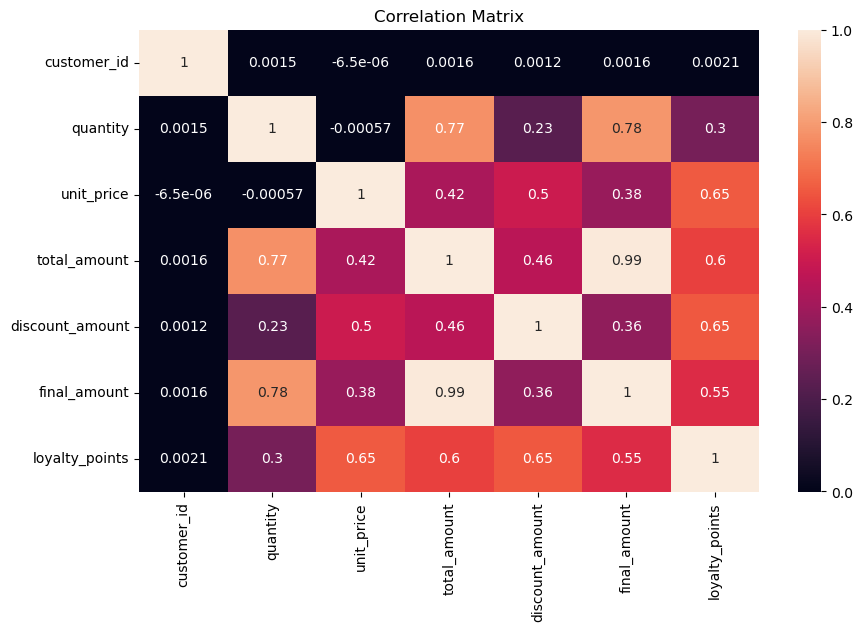 Correlation Matrix
customer_id 1 0.0015 -6.5e-06 0.0016 0.0012 0.0016 0.0021
quantity 0.0015 1 -0.00057 0.77 0.23 0.78 0.3
unit_price -6.5e-06 -0.00057 1 0.42 0.5 0.38 0.65
total_amount 0.0016 0.77 0.42 1 0.46 0.99 0.6
discount_amount 0.0012 0.23 0.5 0.46 1 0.36 0.65
final_amount 0.0016 0.78 0.38 0.99 0.36 1 0.55
loyalty_points 0.0021 0.3 0.65 0.6 0.65 0.55 1
customer_id quantity unit_price total_amount discount_amount final_amount loyalty_points
1.0
0.8
0.6
0.4
0.2
0.0